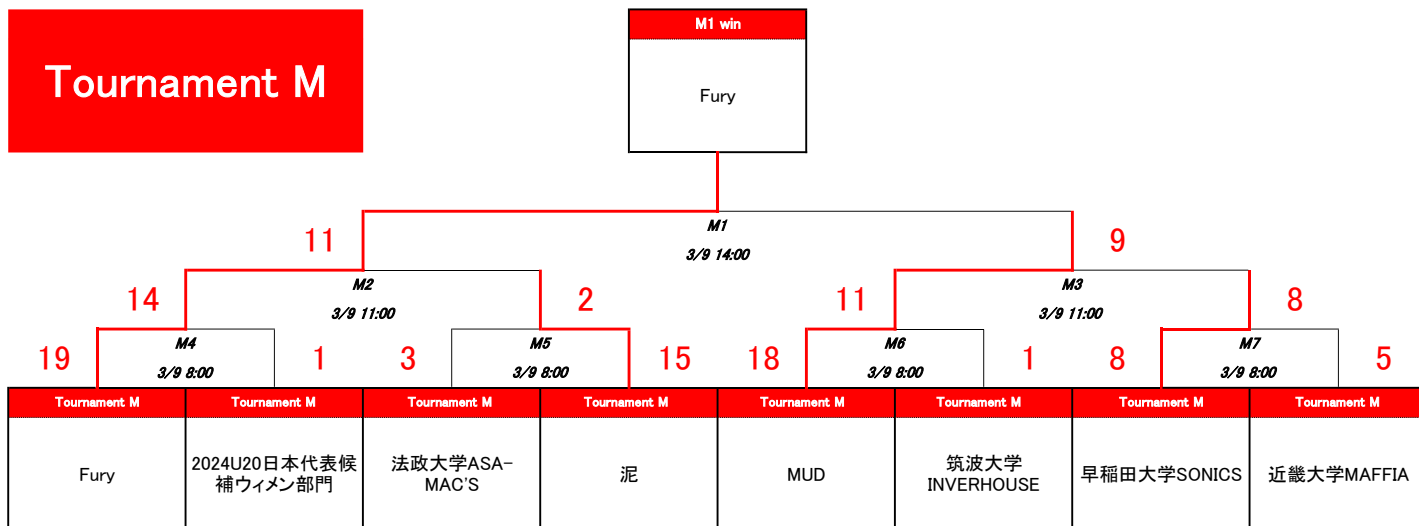 Tournament M
M1 win
Fury
M1
11
9
3/9 14:00
M2
M3
14
2
11
8
3/9 11:00
3/9 11:00
M4
M5
M6
M7
19
1
3
15
18
1
8
5
3/9 8:00
3/9 8:00
3/9 8:00
3/9 8:00
Tournament M
Tournament M
Tournament M
Tournament M
Tournament M
Tournament M
Tournament M
Tournament M
Fury
2024U20日本代表候
補ウィメン部門
法政大学ASA-
MAC'S
泥
MUD
筑波大学
INVERHOUSE
早稲田大学SONICS
近畿大学MAFFIA